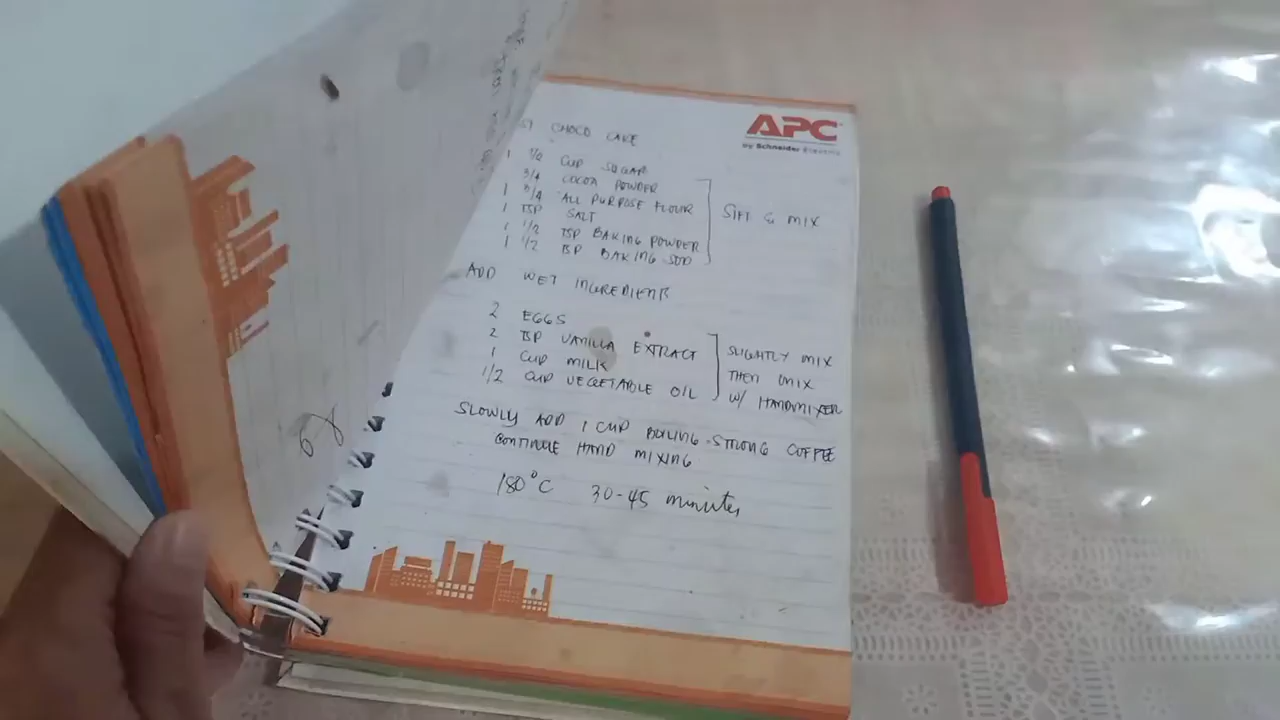 APC
by Schneider Electric
CHOCO CAKE
1 1/2 CUP SUGAR
3/4 COCOA POWDER
1 3/4 ALL PURPOSE FLOUR
1 TSP SALT
1 1/2 TSP BAKING POWDER
1 1/2 TSP BAKING SOD
SIFT & MIX
ADD WET INGREDIENTS
2 EGGS
2 TSP VANILLA EXTRACT
1 CUP MILK
1/2 CUP VEGETABLE OIL
SLIGHTLY MIX
THEN MIX
W/ HANDMIXER
SLOWLY ADD 1 CUP BOILING STRONG COFFEE
CONTINUE HAND MIXING
180°C 30-45 minutes